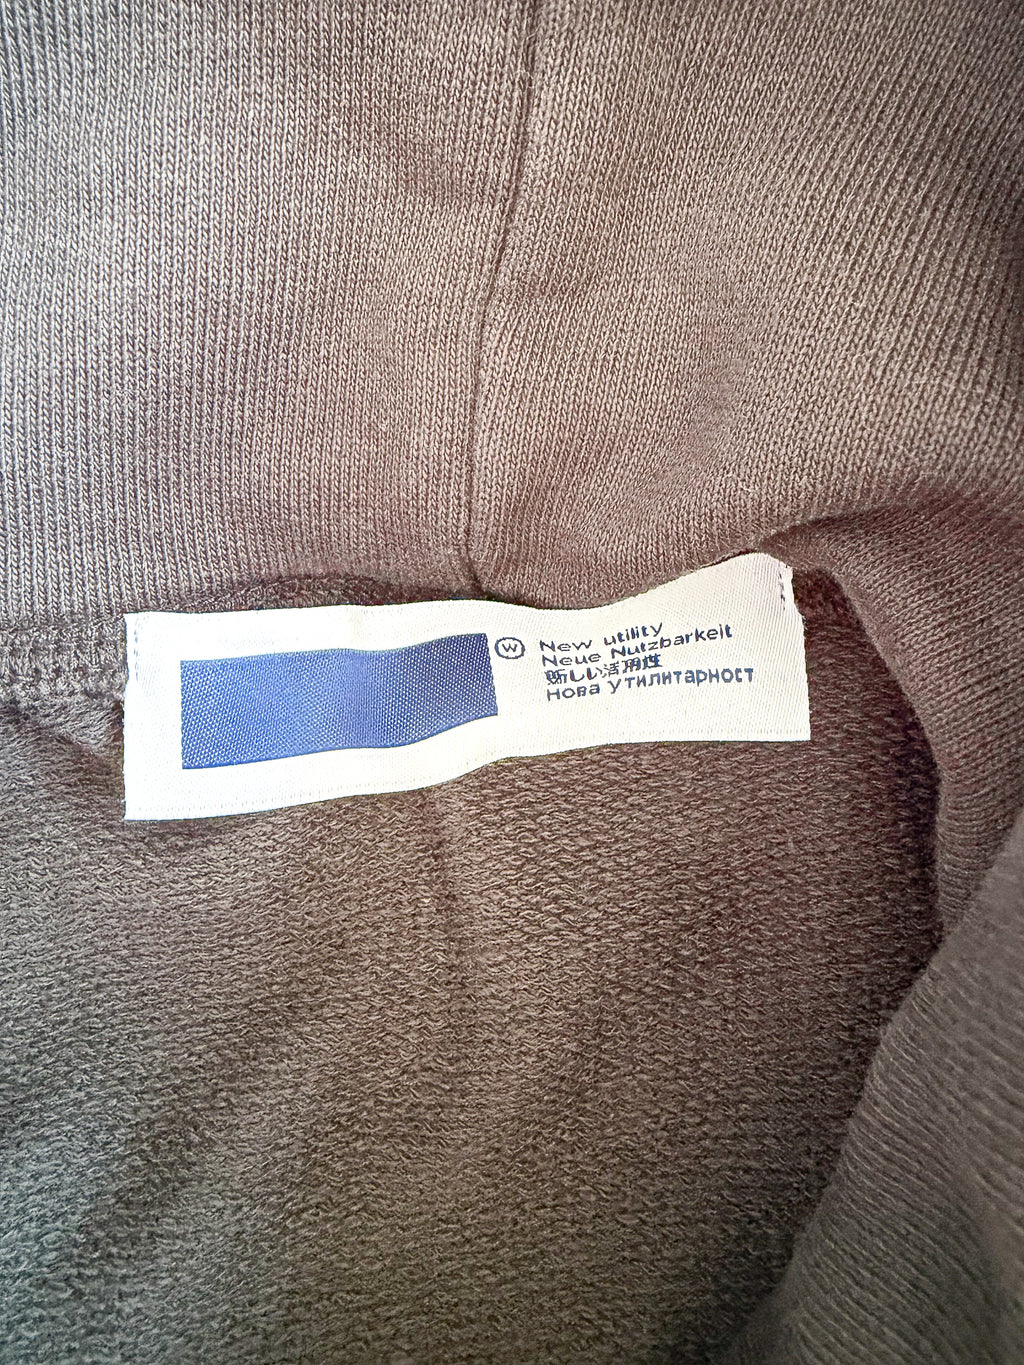 W New utility
Neue Nutzbarkeit
新しい活用性
Нова утилитарност